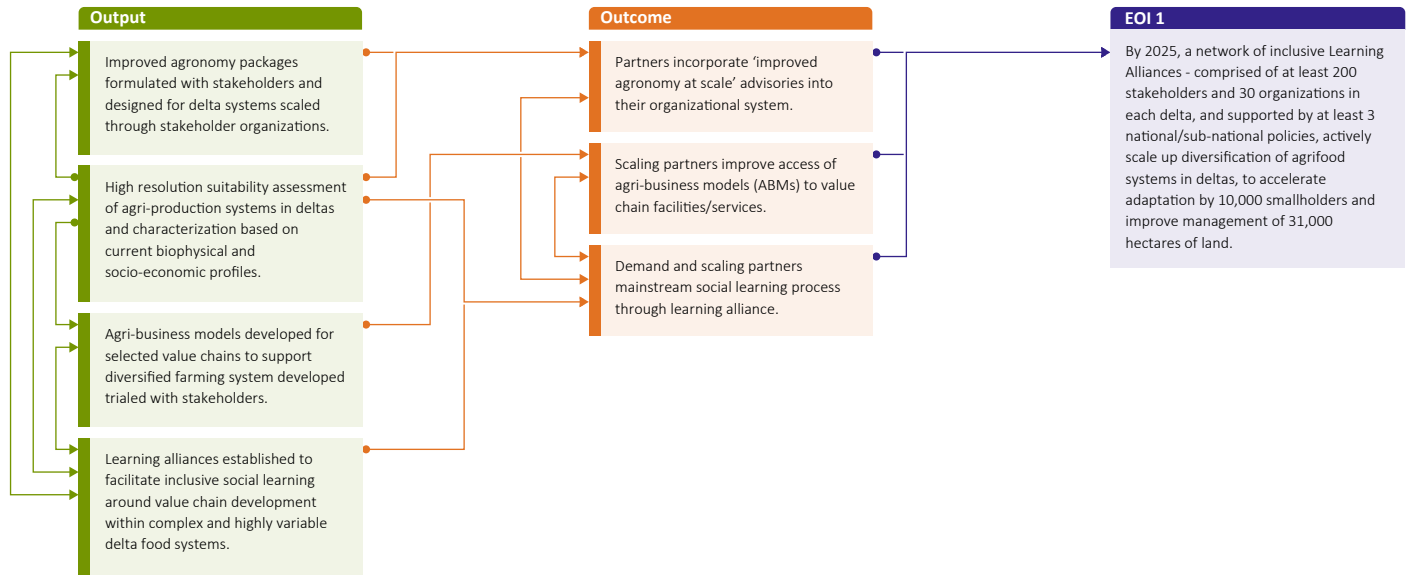 Output
Improved agronomy packages
formulated with stakeholders and
designed for delta systems scaled
through stakeholder organizations.
High resolution suitability assessment
of agri-production systems in deltas
and characterization based on
current biophysical and
socio-economic profiles.
Agri-business models developed for
selected value chains to support
diversified farming system developed
trialed with stakeholders.
Learning alliances established to
facilitate inclusive social learning
around value chain development
within complex and highly variable
delta food systems.
Outcome
Partners incorporate ‘improved
agronomy at scale’ advisories into
their organizational system.
Scaling partners improve access of
agri-business models (ABMs) to value
chain facilities/services.
Demand and scaling partners
mainstream social learning process
through learning alliance.
EOI 1
By 2025, a network of inclusive Learning
Alliances - comprised of at least 200
stakeholders and 30 organizations in
each delta, and supported by at least 3
national/sub-national policies, actively
scale up diversification of agrifood
systems in deltas, to accelerate
adaptation by 10,000 smallholders and
improve management of 31,000
hectares of land.